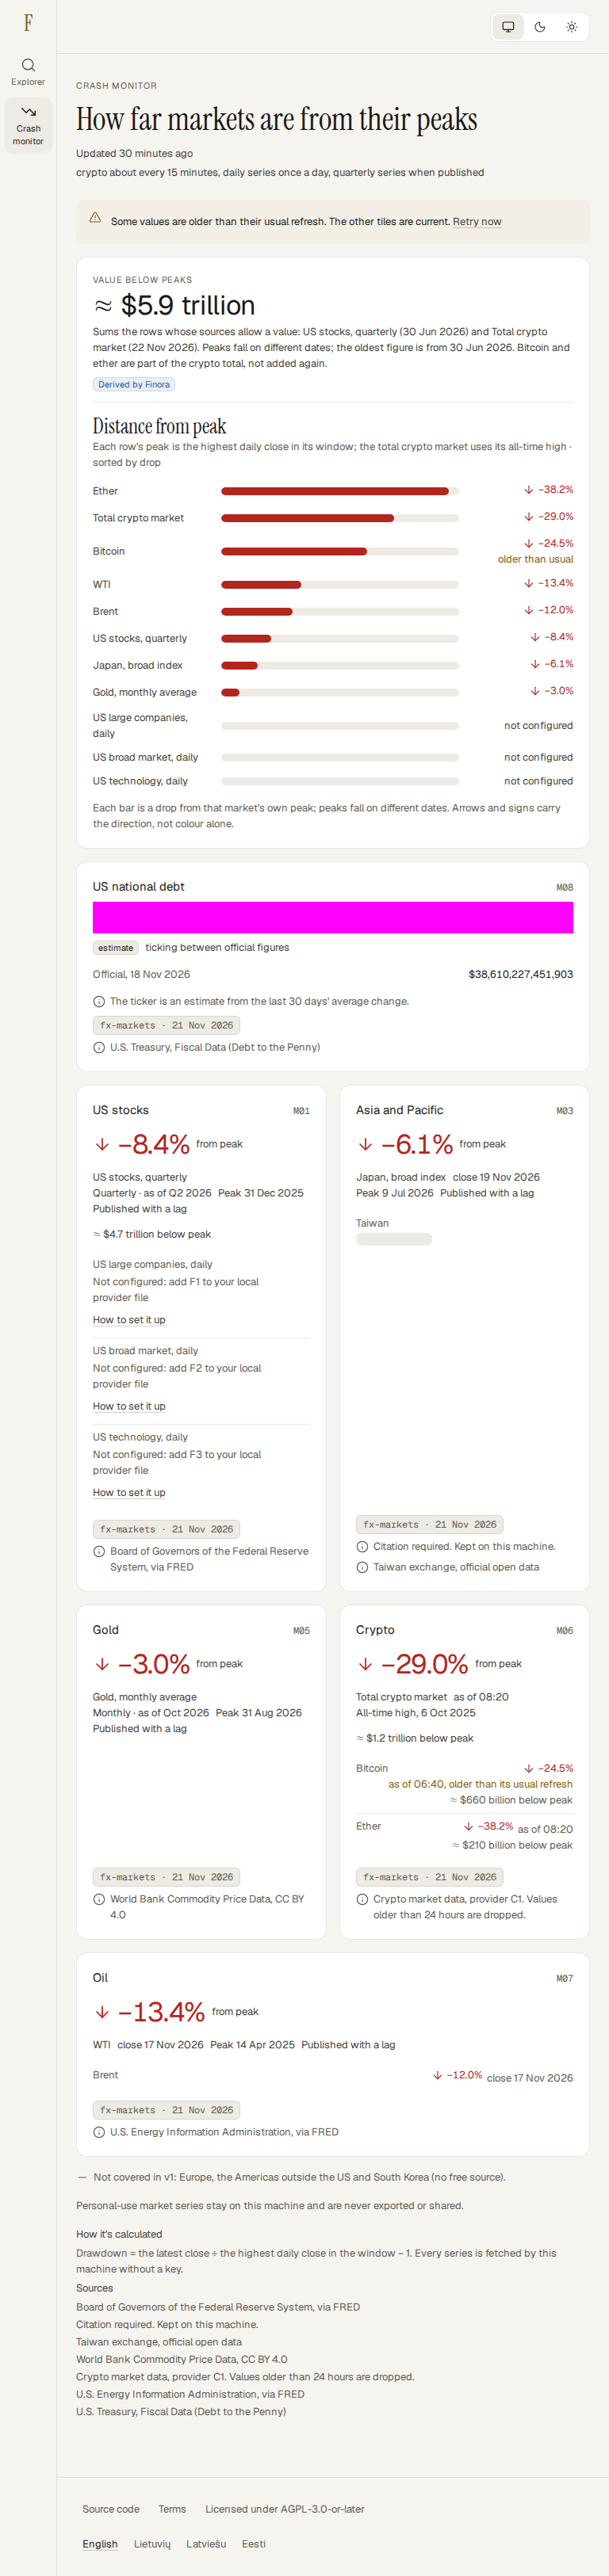 F
Explorer
Crash
monitor
CRASH MONITOR
How far markets are from their peaks
Updated 30 minutes ago
crypto about every 15 minutes, daily series once a day, quarterly series when published
Some values are older than their usual refresh. The other tiles are current. Retry now
VALUE BELOW PEAKS
≈ $5.9 trillion
Sums the rows whose sources allow a value: US stocks, quarterly (30 Jun 2026) and Total crypto
market (22 Nov 2026). Peaks fall on different dates; the oldest figure is from 30 Jun 2026. Bitcoin and
ether are part of the crypto total, not added again.
Derived by Finora
Distance from peak
Each row's peak is the highest daily close in its window; the total crypto market uses its all-time high ·
sorted by drop
Ether ↓ −38.2%
Total crypto market ↓ −29.0%
Bitcoin ↓ −24.5%
older than usual
WTI ↓ −13.4%
Brent ↓ −12.0%
US stocks, quarterly ↓ −8.4%
Japan, broad index ↓ −6.1%
Gold, monthly average ↓ −3.0%
US large companies,
daily not configured
US broad market, daily not configured
US technology, daily not configured
Each bar is a drop from that market's own peak; peaks fall on different dates. Arrows and signs carry
the direction, not colour alone.
US national debt M08
estimate ticking between official figures
Official, 18 Nov 2026 $38,610,227,451,903
The ticker is an estimate from the last 30 days' average change.
fx-markets · 21 Nov 2026
U.S. Treasury, Fiscal Data (Debt to the Penny)
US stocks M01
↓ −8.4% from peak
US stocks, quarterly
Quarterly · as of Q2 2026 Peak 31 Dec 2025
Published with a lag
≈ $4.7 trillion below peak
US large companies, daily
Not configured: add F1 to your local
provider file
How to set it up
US broad market, daily
Not configured: add F2 to your local
provider file
How to set it up
US technology, daily
Not configured: add F3 to your local
provider file
How to set it up
fx-markets · 21 Nov 2026
Board of Governors of the Federal Reserve
System, via FRED
Asia and Pacific M03
↓ −6.1% from peak
Japan, broad index close 19 Nov 2026
Peak 9 Jul 2026 Published with a lag
Taiwan
fx-markets · 21 Nov 2026
Citation required. Kept on this machine.
Taiwan exchange, official open data
Gold M05
↓ −3.0% from peak
Gold, monthly average
Monthly · as of Oct 2026 Peak 31 Aug 2026
Published with a lag
fx-markets · 21 Nov 2026
World Bank Commodity Price Data, CC BY
4.0
Crypto M06
↓ −29.0% from peak
Total crypto market as of 08:20
All-time high, 6 Oct 2025
≈ $1.2 trillion below peak
Bitcoin ↓ −24.5%
as of 06:40, older than its usual refresh
≈ $660 billion below peak
Ether ↓ −38.2% as of 08:20
≈ $210 billion below peak
fx-markets · 21 Nov 2026
Crypto market data, provider C1. Values
older than 24 hours are dropped.
Oil M07
↓ −13.4% from peak
WTI close 17 Nov 2026 Peak 14 Apr 2025 Published with a lag
Brent ↓ −12.0% close 17 Nov 2026
fx-markets · 21 Nov 2026
U.S. Energy Information Administration, via FRED
— Not covered in v1: Europe, the Americas outside the US and South Korea (no free source).
Personal-use market series stay on this machine and are never exported or shared.
How it's calculated
Drawdown = the latest close ÷ the highest daily close in the window − 1. Every series is fetched by this
machine without a key.
Sources
Board of Governors of the Federal Reserve System, via FRED
Citation required. Kept on this machine.
Taiwan exchange, official open data
World Bank Commodity Price Data, CC BY 4.0
Crypto market data, provider C1. Values older than 24 hours are dropped.
U.S. Energy Information Administration, via FRED
U.S. Treasury, Fiscal Data (Debt to the Penny)
Source code Terms Licensed under AGPL-3.0-or-later
English Lietuvių Latviešu Eesti